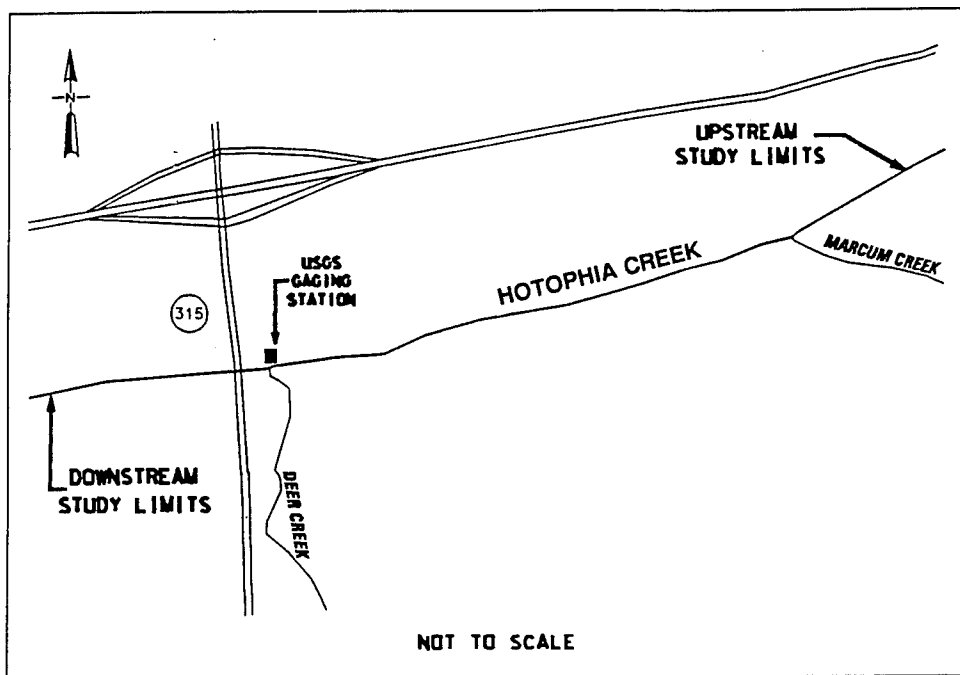 N
UPSTREAM
STUDY LIMITS
MARCUM CREEK
HOTOPHIA CREEK
USGS
GAGING
STATION
315
DOWNSTREAM
STUDY LIMITS
DEER CREEK
NOT TO SCALE